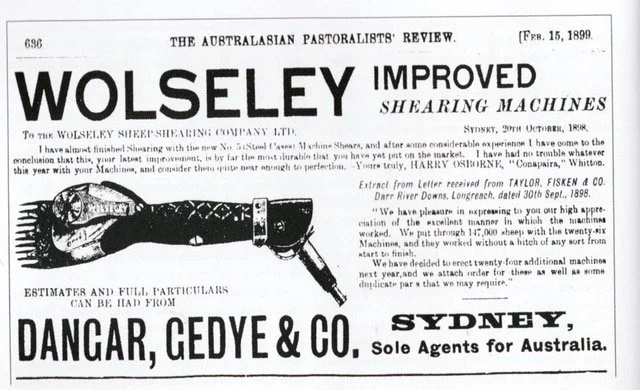 636
THE AUSTRALASIAN PASTORALISTS' REVIEW.
[FEB. 15, 1899.
WOLSELEY IMPROVED
SHEARING MACHINES
TO THE WOLSELEY SHEEP-SHEARING COMPANY LTD.
SYDNEY, 20TH OCTOBER, 1898.
I have almost finished Shearing with the new No. 5 (Steel Cases) Machine Shears, and after some considerable experience I have come to the
conclusion that this, your latest improvement, is by far the most durable that you have yet put on the market. I have had no trouble whatever
this year with your Machines, and consider them quite near enough to perfection. —Yours truly, HARRY OSBORNE, "Conapaira," Whitton.
Extract from Letter received from TAYLOR, FISKEN & CO.
Darr River Downs, Longreach, dated 30th Sept., 1898.
"We have pleasure in expressing to you our high appre-
ciation of the excellent manner in which the machines
worked. We put through 147,000 sheep with the twenty-six
Machines, and they worked without a hitch of any sort from
start to finish.
We have decided to erect twenty-four additional machines
next year, and we attach order for these as well as some
duplicate parts that we may require."
ESTIMATES AND FULL PARTICULARS
CAN BE HAD FROM
DANGAR, GEDYE & CO.
SYDNEY,
Sole Agents for Australia.